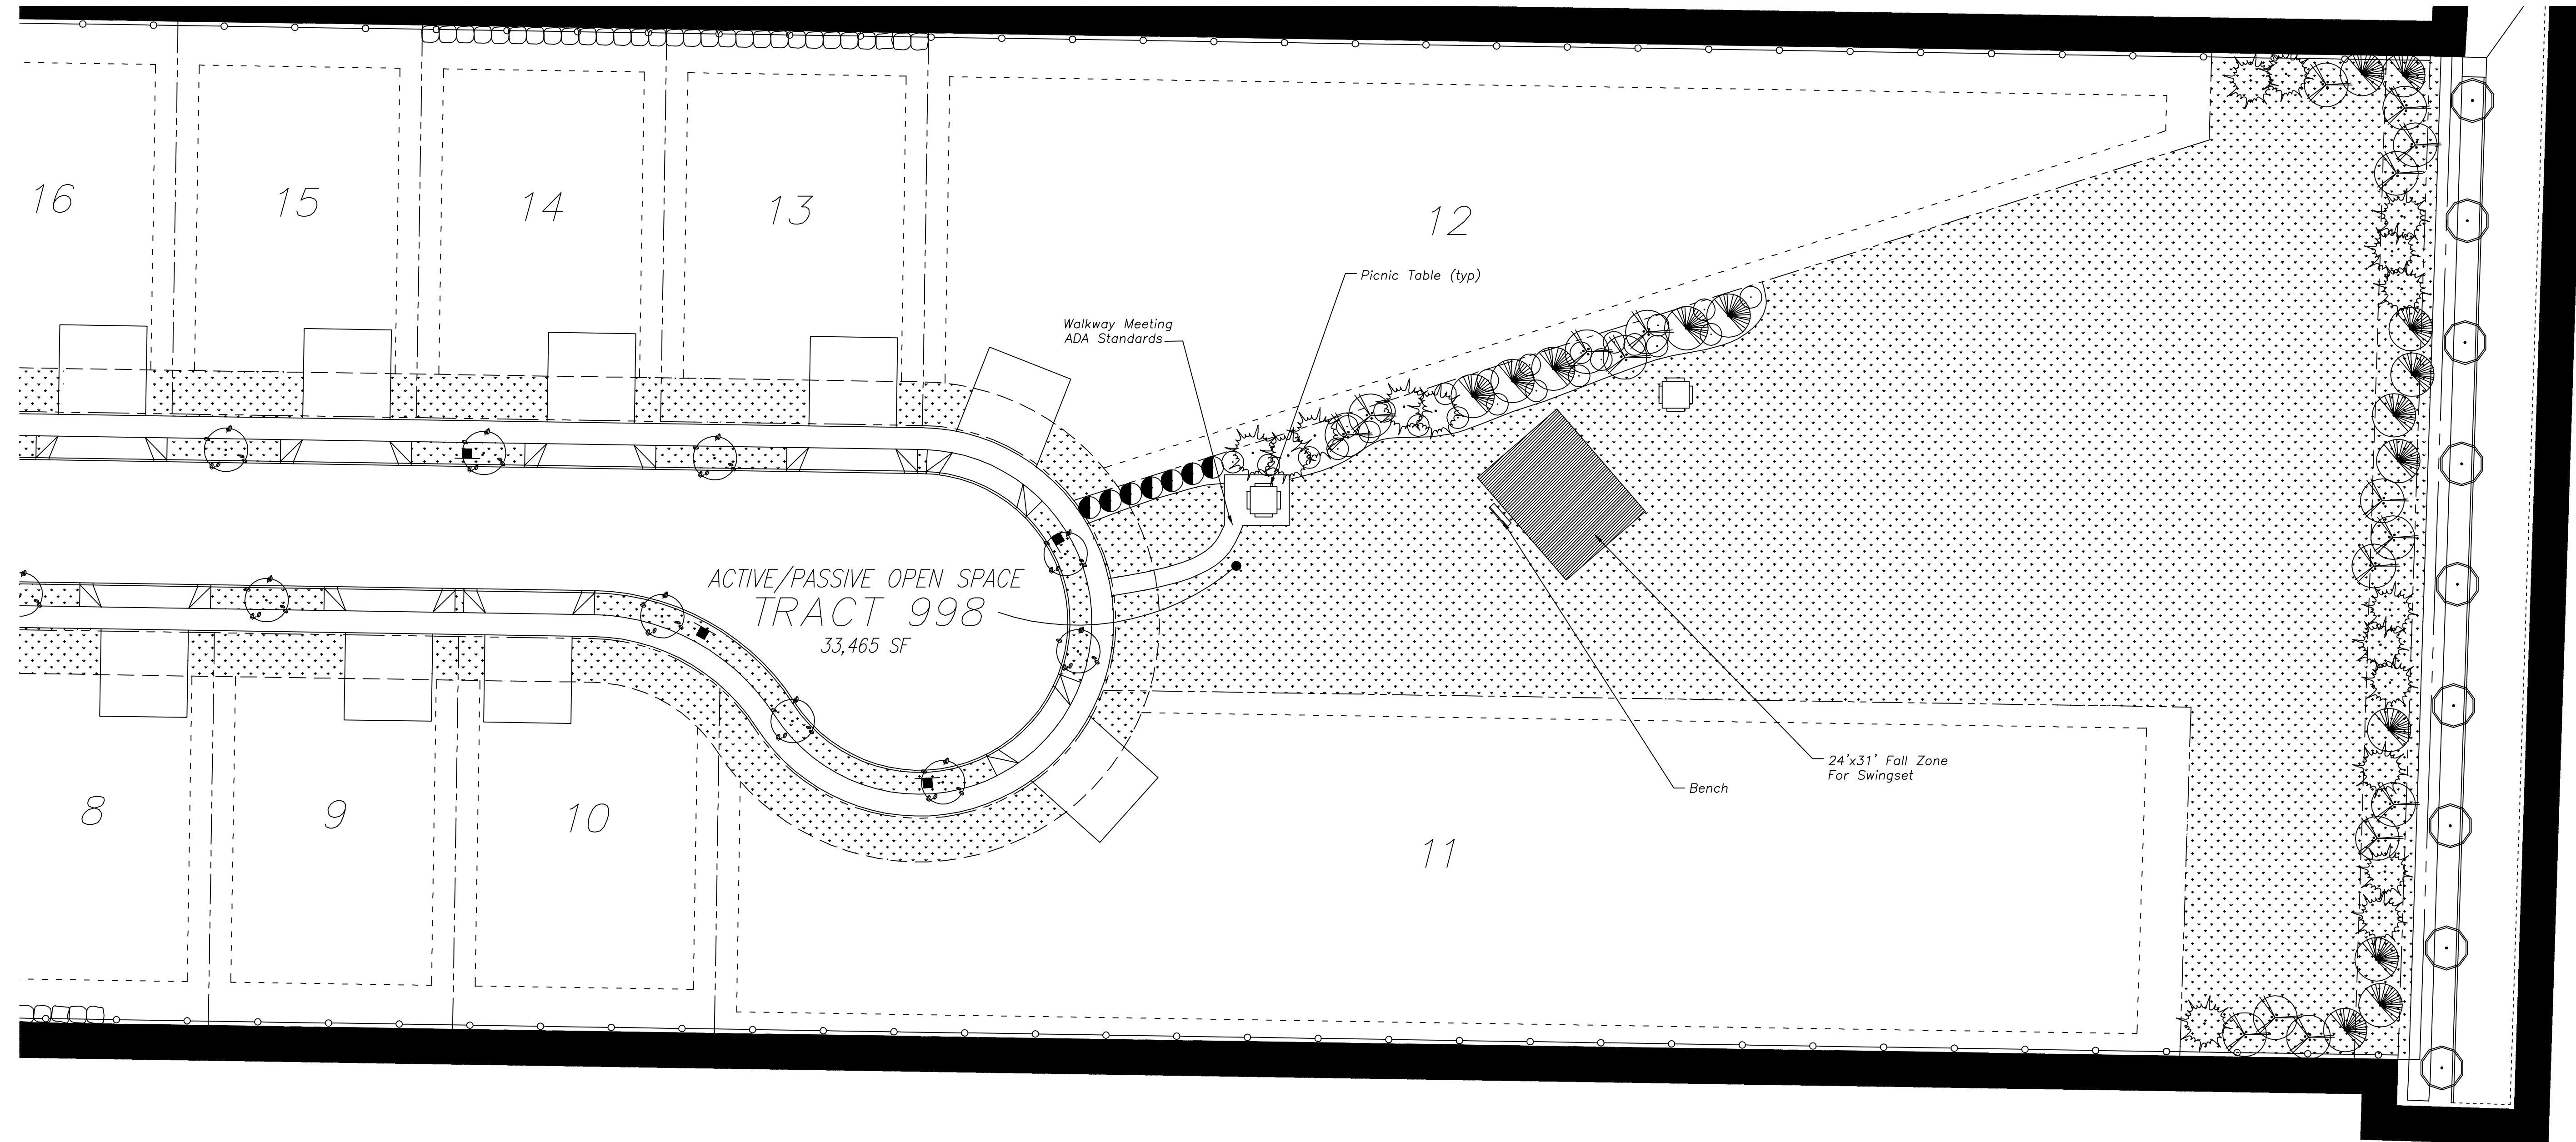 16
15
14
13
12
Picnic Table (typ)
Walkway Meeting
ADA Standards
ACTIVE/PASSIVE OPEN SPACE
TRACT 998
33,465 SF
24'x31' Fall Zone
For Swingset
Bench
8
9
10
11